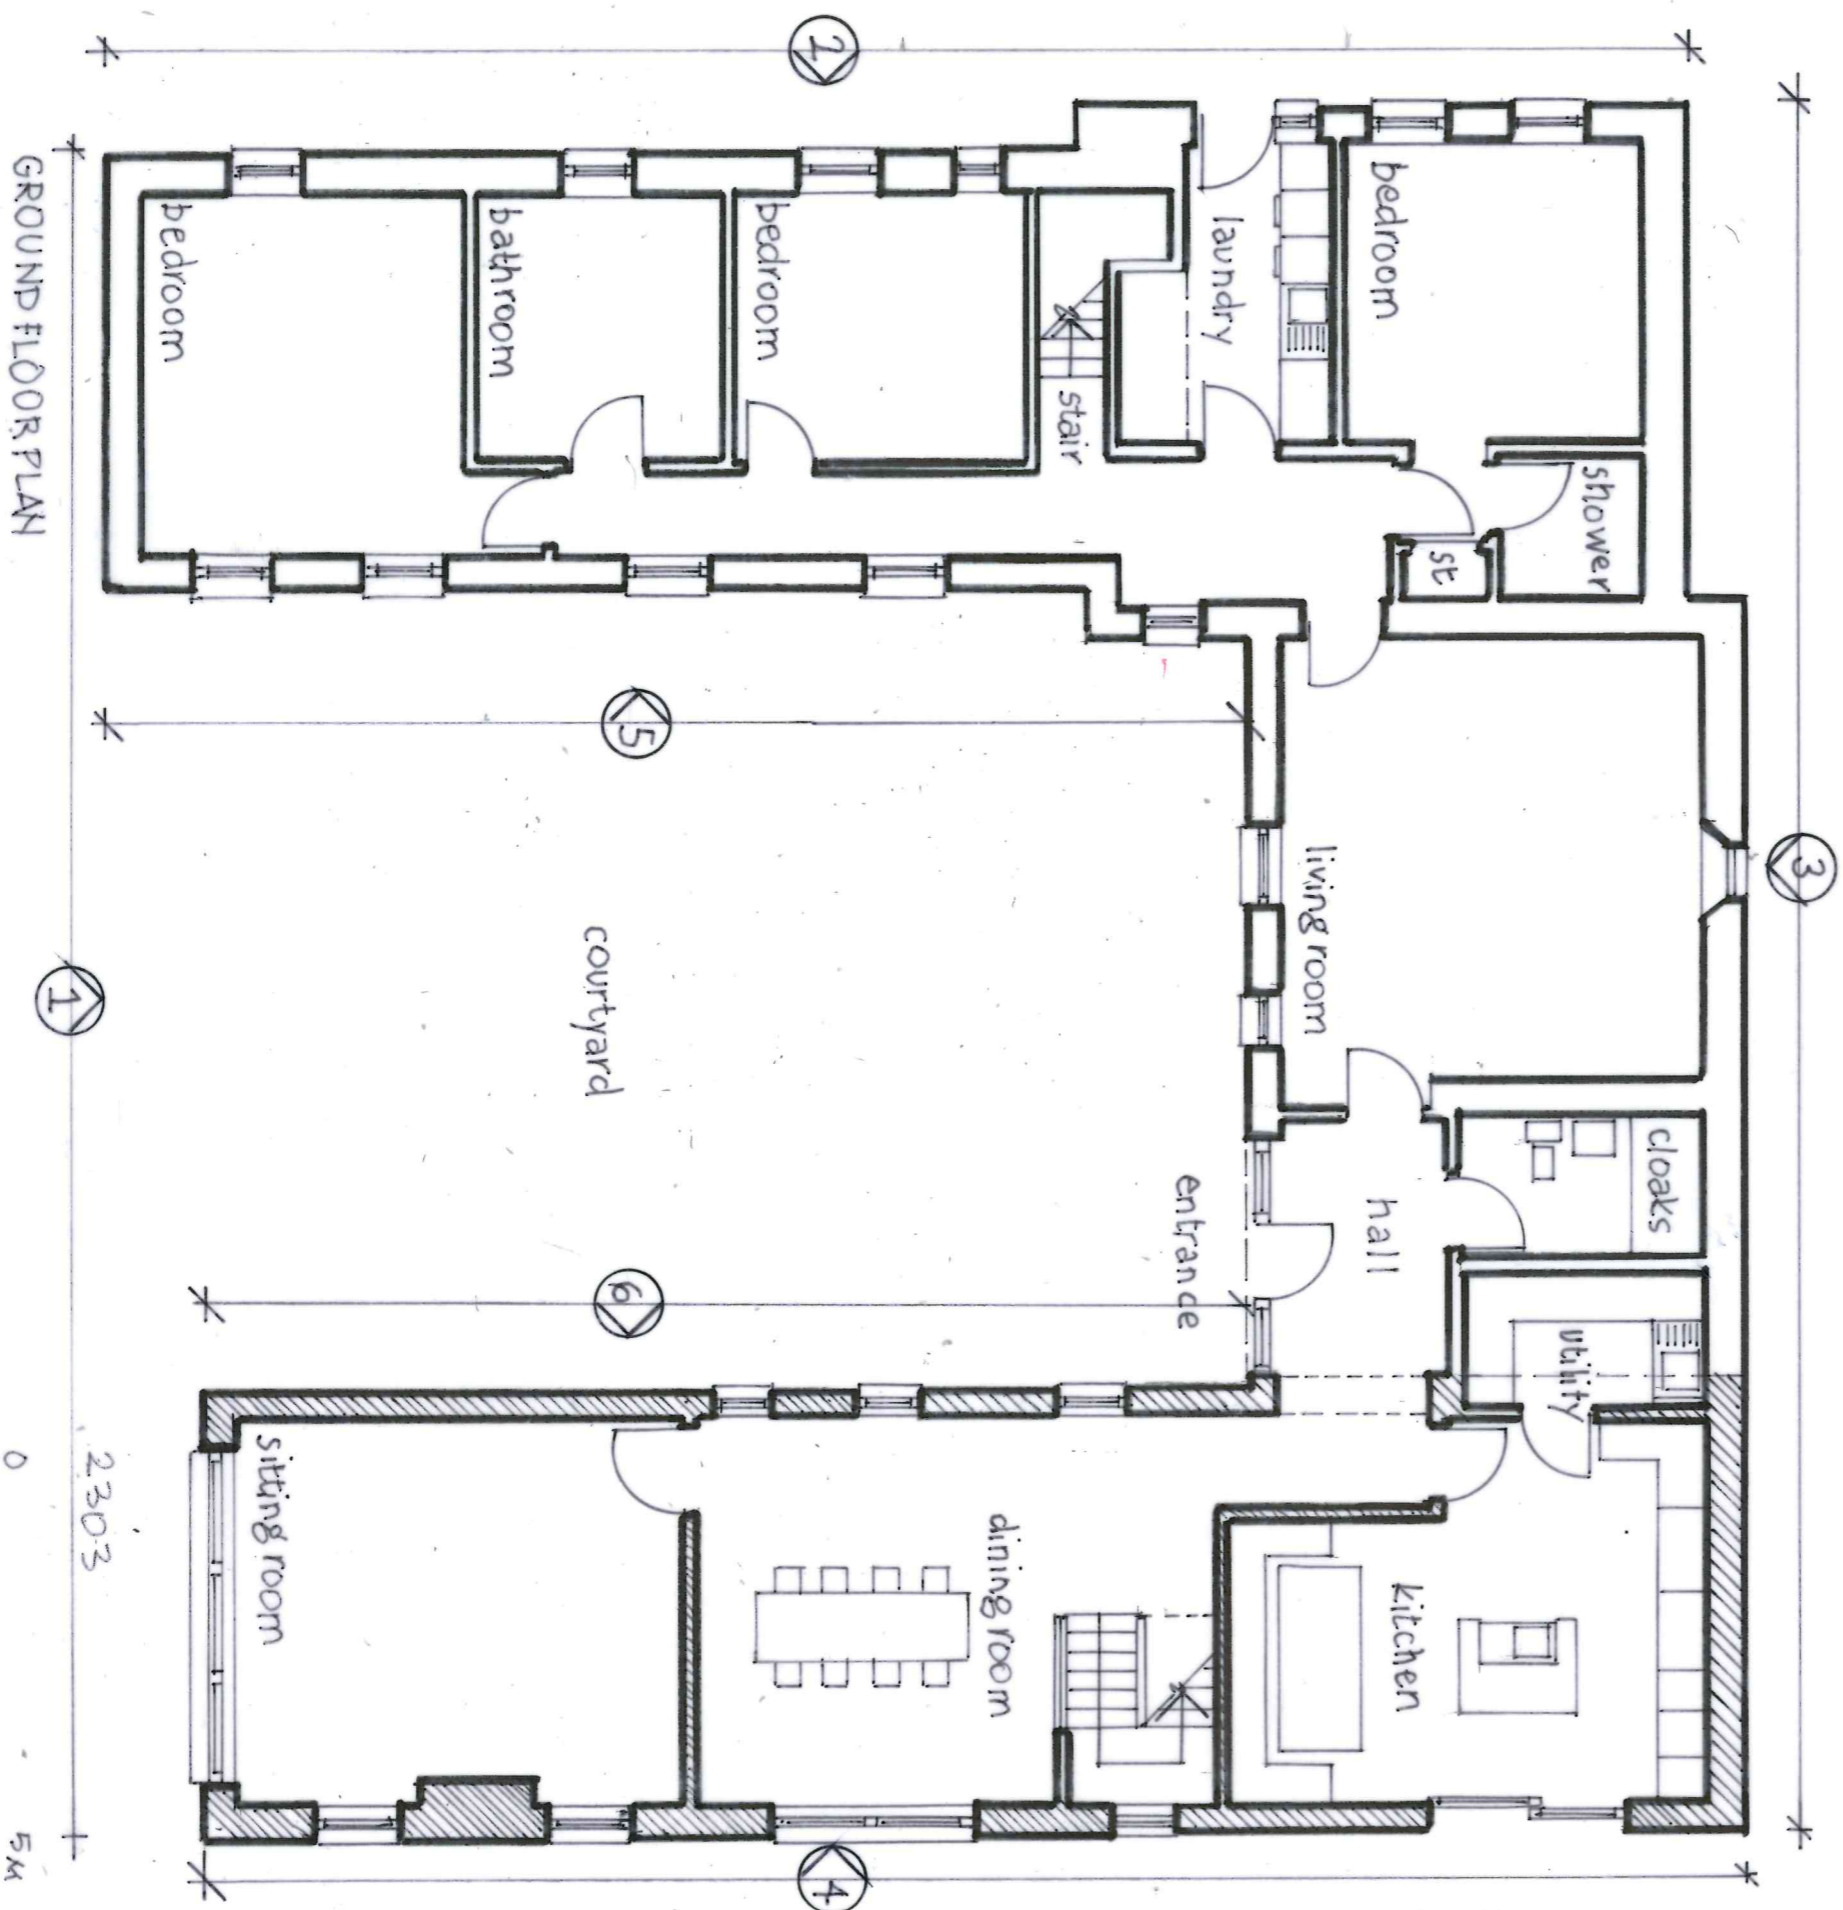 3
bedroom
shower
st
laundry
stair
bedroom
bathroom
bedroom
2
living room
cloaks
hall
utility
entrance
kitchen
dining room
sitting room
courtyard
5
6
4
1
2303
GROUND FLOOR PLAN
0 5M